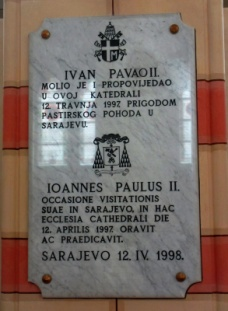 IVAN PAVAO II.
MOLIO JE I PROPOVIJEDAO
U OVOJ KATEDRALI
12. TRAVNJA 1997. PRIGODOM
PASTIRSKOG POHODA U
SARAJEVU.
IOANNES PAULUS II.
OCCASIONE VISITATIONIS
SUAE IN SARAJEVO, IN HAC
ECCLESIA CATHEDRALI DIE
12. APRILIS 1997. ORAVIT
AC PRAEDICAVIT.
SARAJEVO 12. IV. 1998.